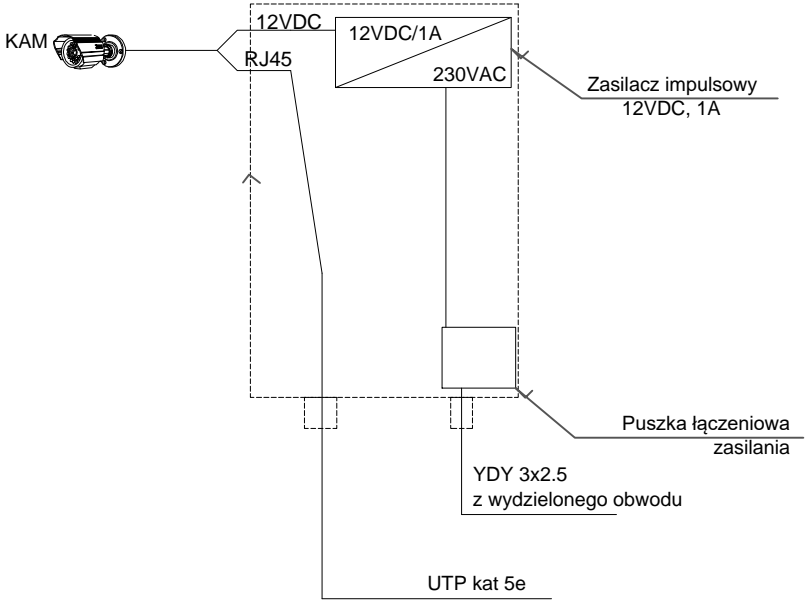 12VDC
12VDC/1A
KAM
RJ45
230VAC
Zasilacz impulsowy
12VDC, 1A
Puszka łączeniowa
zasilania
YDY 3x2.5
z wydzielonego obwodu
UTP kat 5e